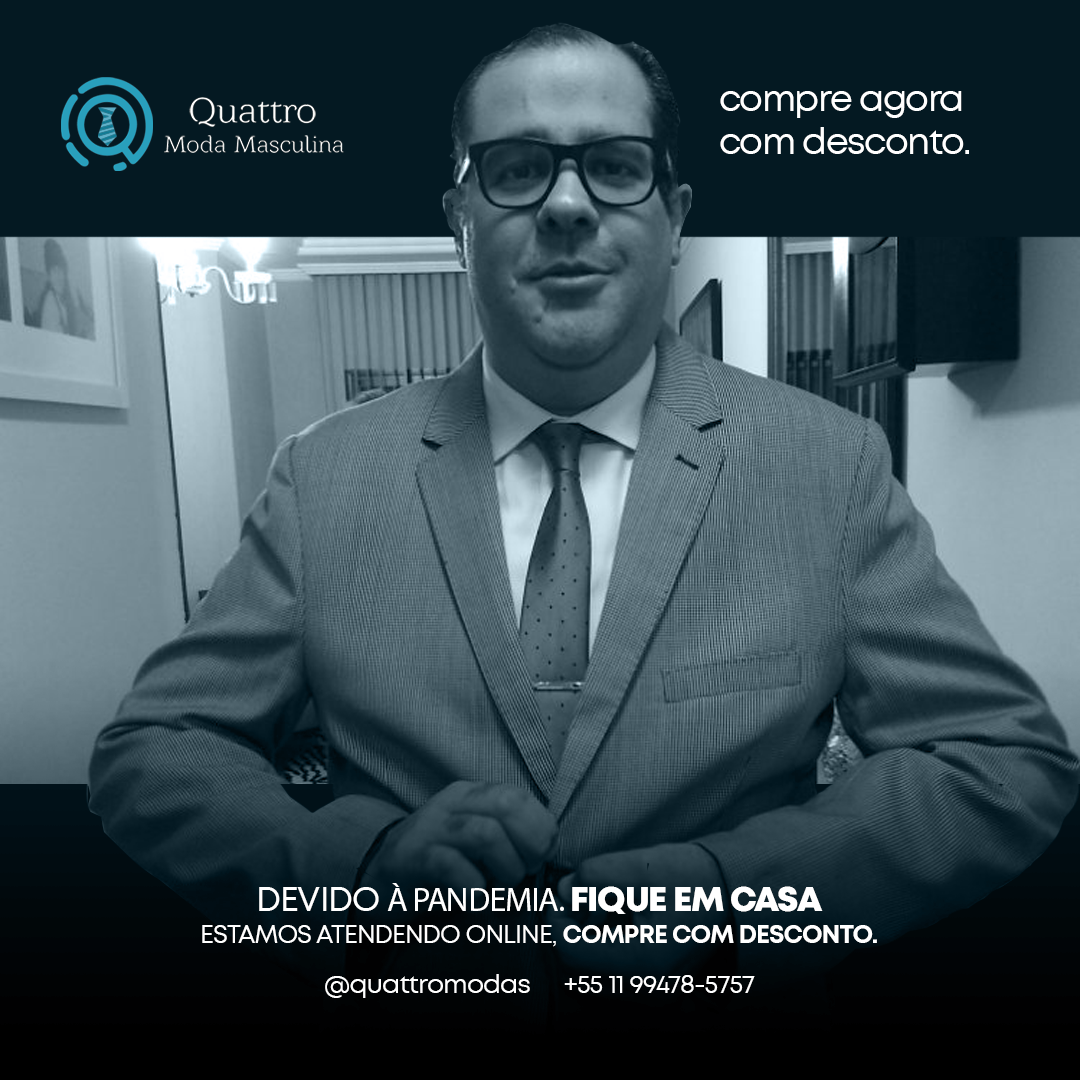 Quattro
Moda Masculina
compre agora
com desconto.
DEVIDO À PANDEMIA. FIQUE EM CASA
ESTAMOS ATENDENDO ONLINE, COMPRE COM DESCONTO.
@quattromodas +55 11 99478-5757